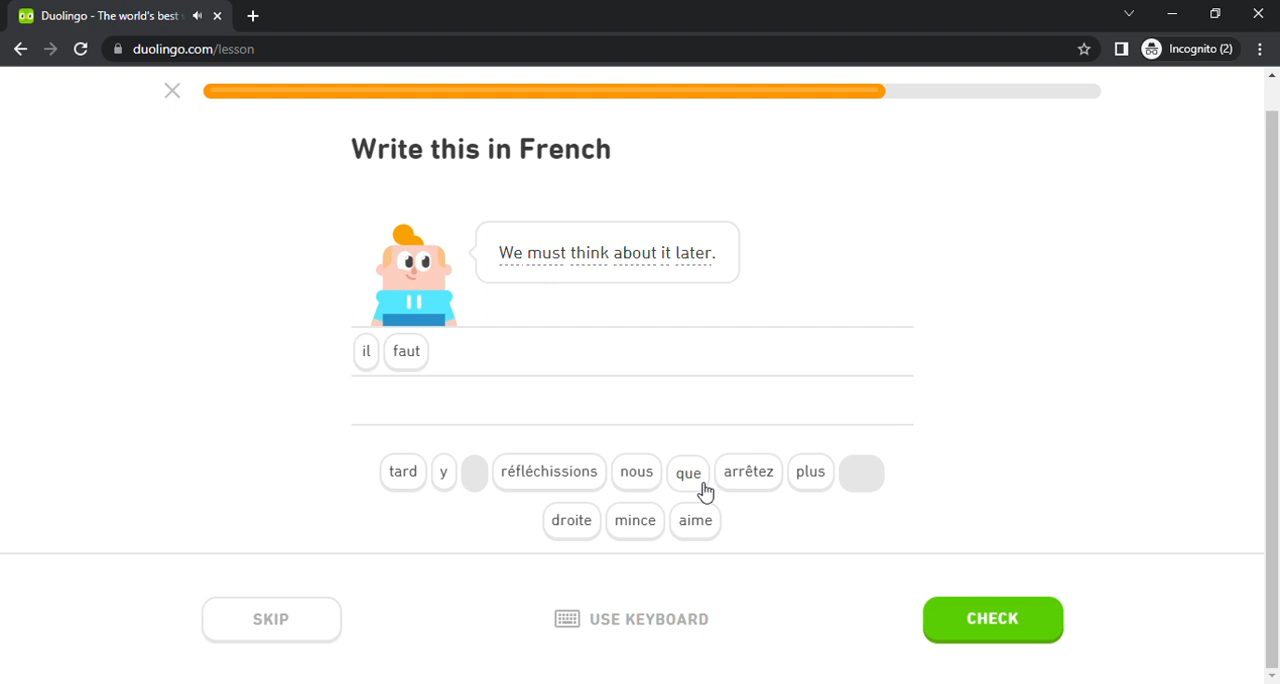 Duolingo - The world's best
duolingo.com/lesson
Incognito (2)
Write this in French
We must think about it later.
il faut
tard y réfléchissions nous que arrêtez plus
droite mince aime
SKIP
USE KEYBOARD
CHECK